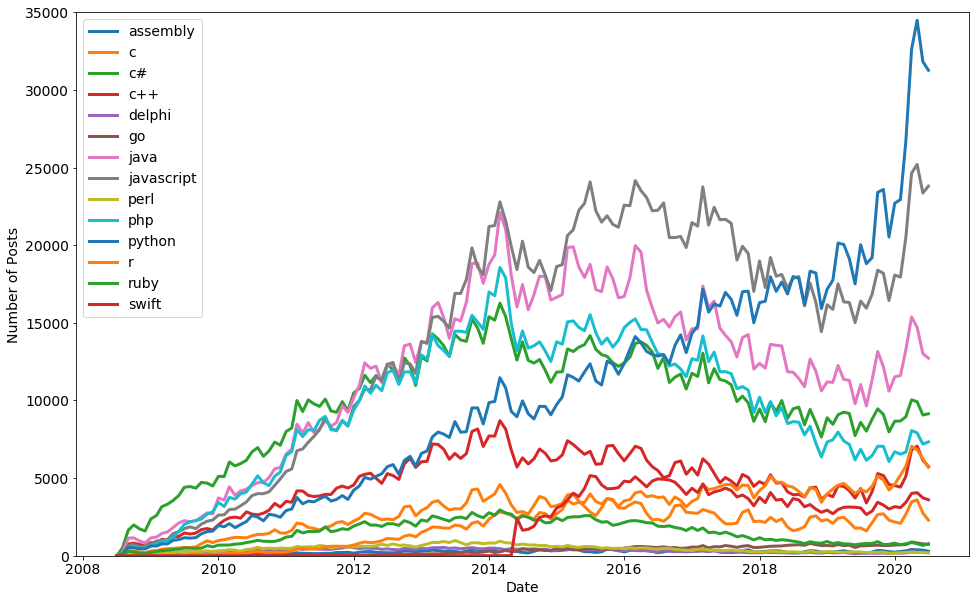 35000
30000
25000
20000
15000
10000
5000
0
Number of Posts
assembly
c
c#
c++
delphi
go
java
javascript
perl
php
python
r
ruby
swift
2008
2010
2012
2014
2016
2018
2020
Date